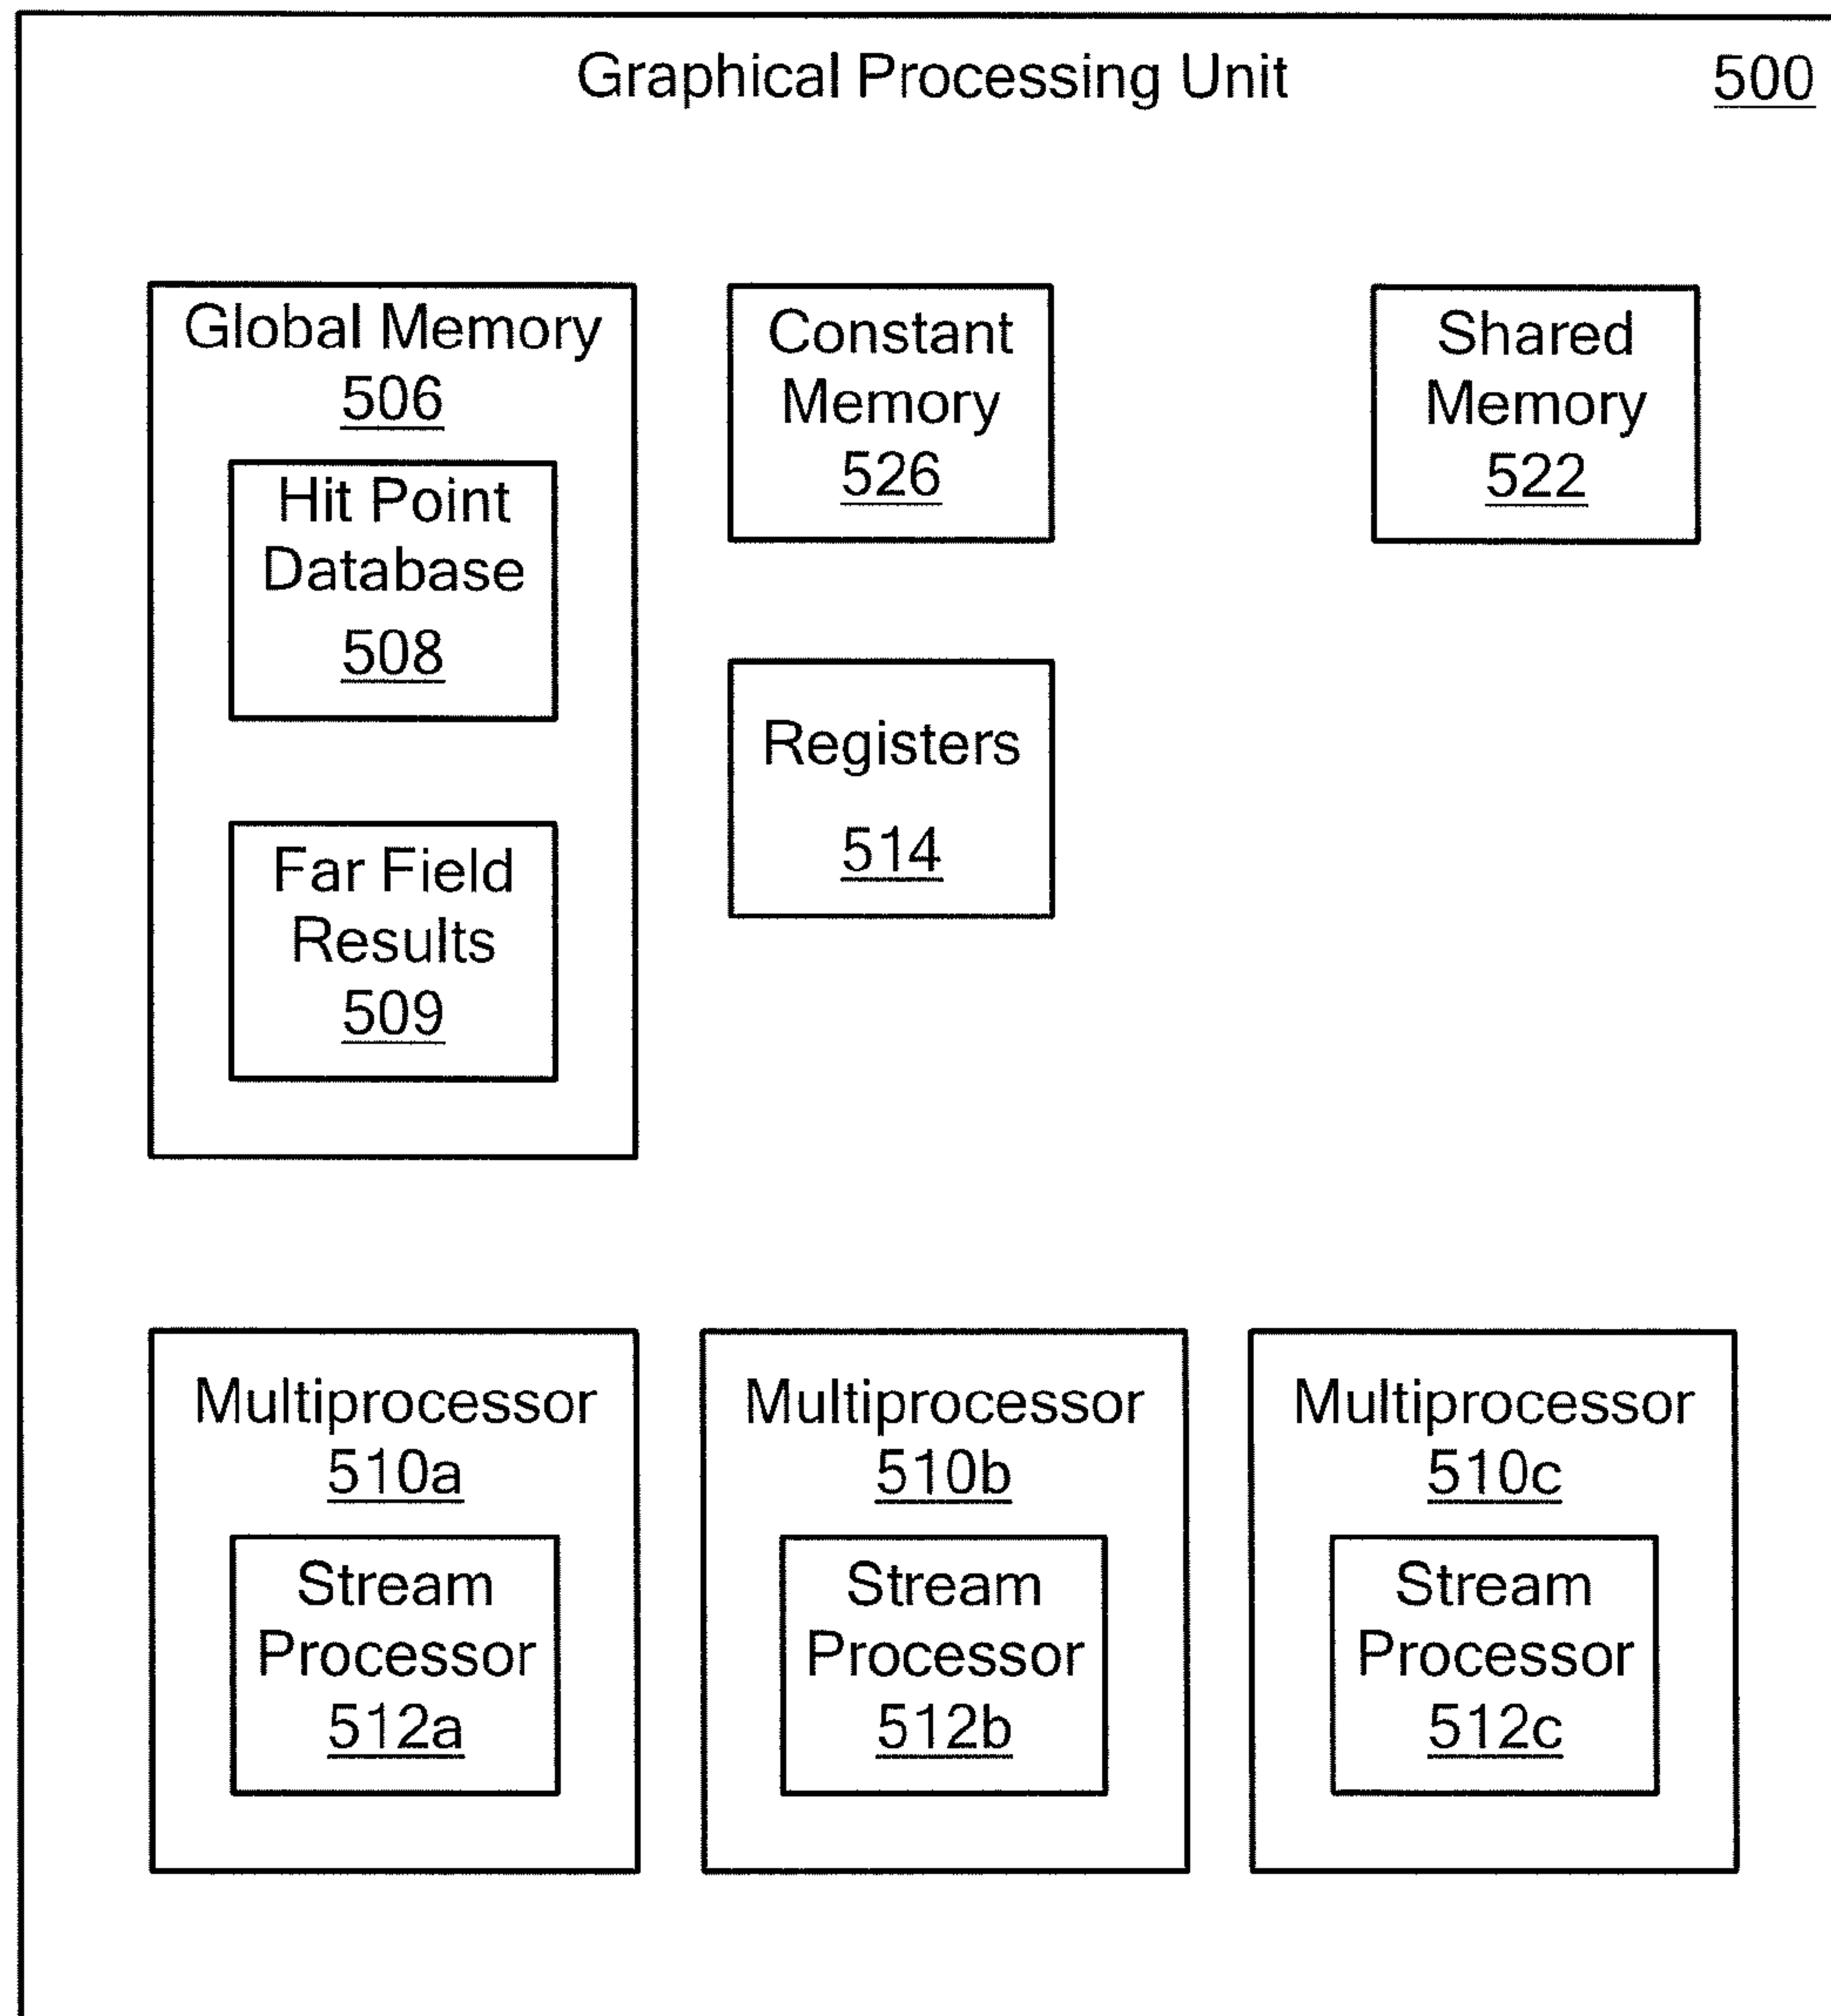 Graphical Processing Unit
500
Global Memory
506
Hit Point
Database
508
Far Field
Results
509
Constant
Memory
526
Registers
514
Shared
Memory
522
Multiprocessor
510a
Stream
Processor
512a
Multiprocessor
510b
Stream
Processor
512b
Multiprocessor
510c
Stream
Processor
512c